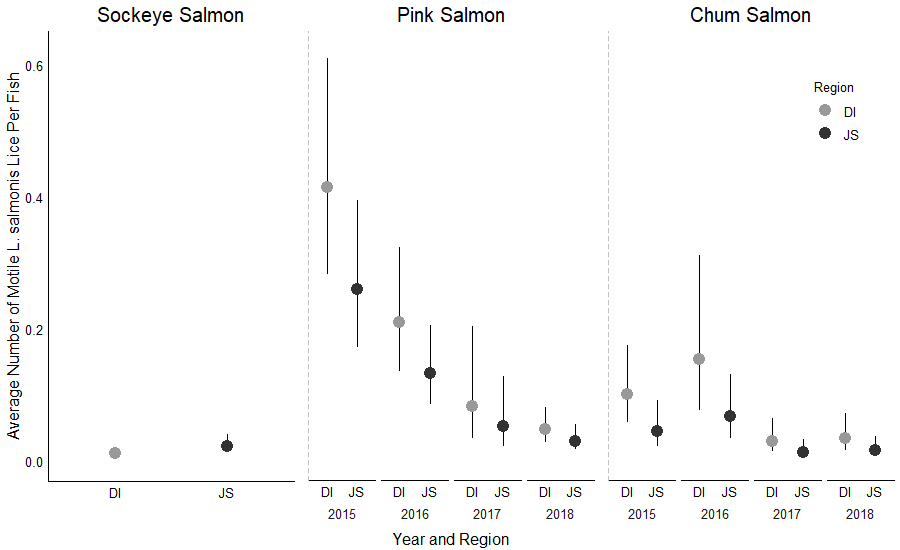 Sockeye Salmon
Pink Salmon
Chum Salmon
Average Number of Motile L. salmonis Lice Per Fish
0.6
0.4
0.2
0.0
Region
DI
JS
DI JS
DI JS DI JS DI JS DI JS
DI JS DI JS DI JS DI JS
2015 2016 2017 2018
2015 2016 2017 2018
Year and Region